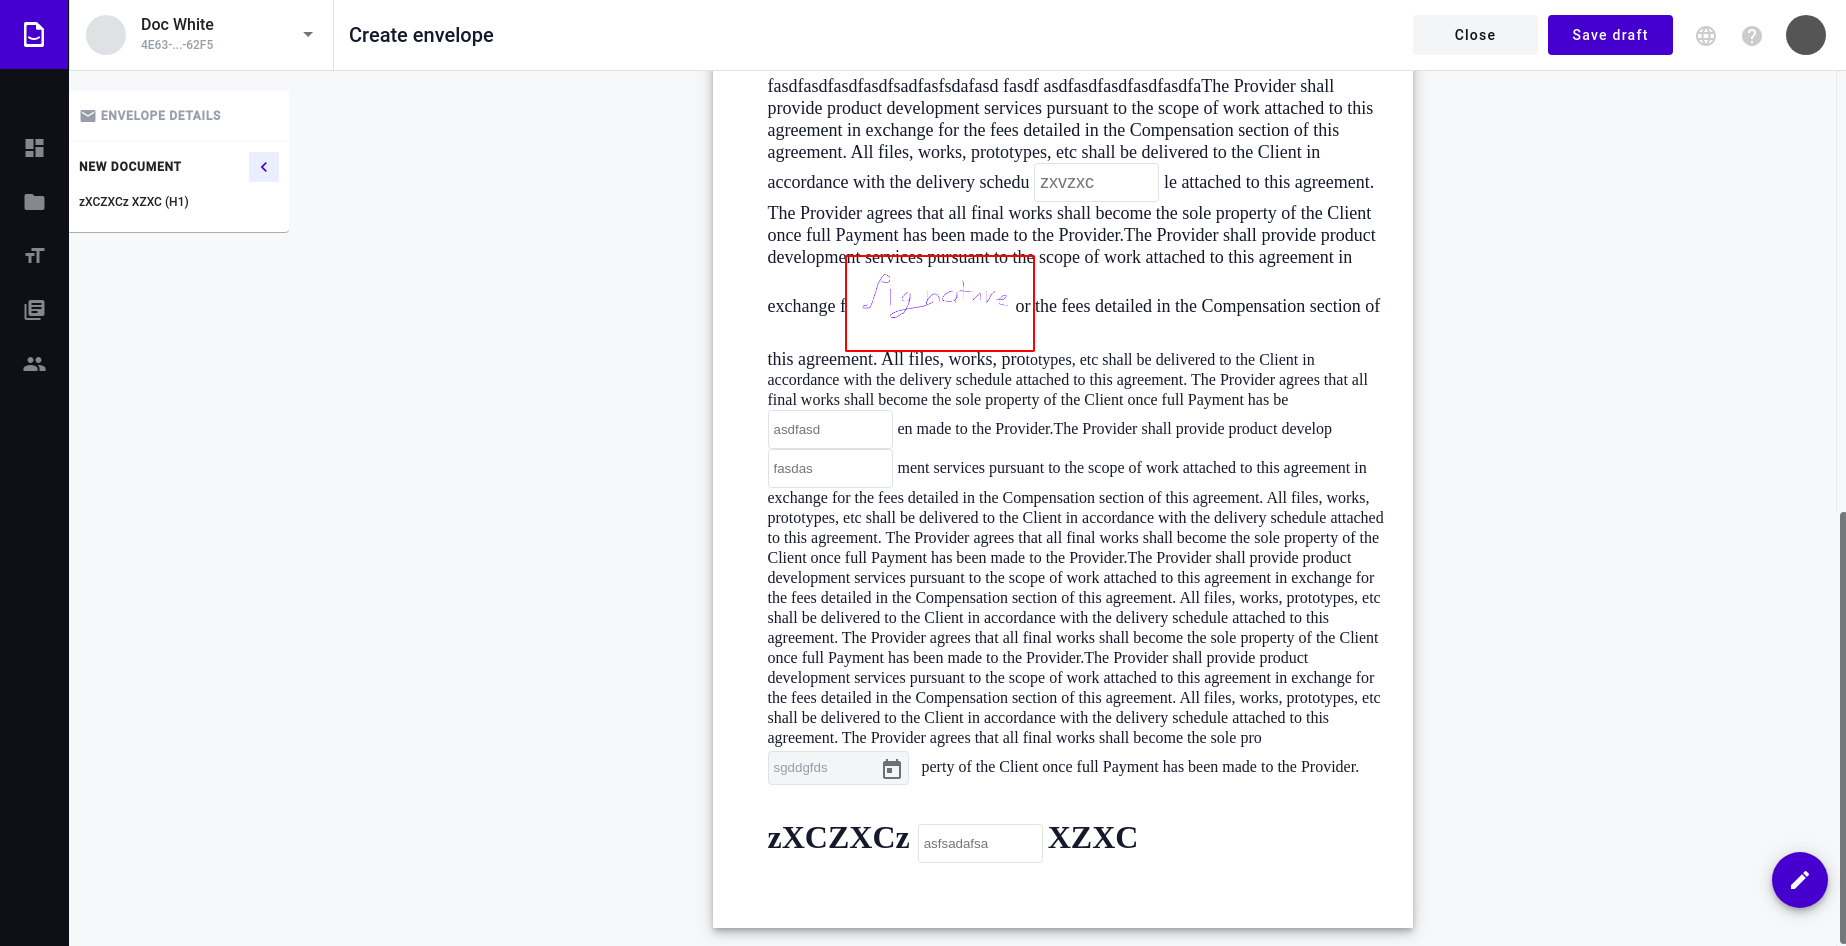 Doc White
4E63-...-62F5
Create envelope
Close
Save draft
ENVELOPE DETAILS
NEW DOCUMENT
zXCZXCz XZXC (H1)
fasdfasdfasdfasdfsadfasfsdafasd fasdf asdfasdfasdfasdfasdfaThe Provider shall
provide product development services pursuant to the scope of work attached to this
agreement in exchange for the fees detailed in the Compensation section of this
agreement. All files, works, prototypes, etc shall be delivered to the Client in
accordance with the delivery schedu zxvzxc le attached to this agreement.
The Provider agrees that all final works shall become the sole property of the Client
once full Payment has been made to the Provider.The Provider shall provide product
development services pursuant to the scope of work attached to this agreement in
exchange f Signature or the fees detailed in the Compensation section of
this agreement. All files, works, prototypes, etc shall be delivered to the Client in
accordance with the delivery schedule attached to this agreement. The Provider agrees that all
final works shall become the sole property of the Client once full Payment has be
asdfasd en made to the Provider.The Provider shall provide product develop
fasdas ment services pursuant to the scope of work attached to this agreement in
exchange for the fees detailed in the Compensation section of this agreement. All files, works,
prototypes, etc shall be delivered to the Client in accordance with the delivery schedule attached
to this agreement. The Provider agrees that all final works shall become the sole property of the
Client once full Payment has been made to the Provider.The Provider shall provide product
development services pursuant to the scope of work attached to this agreement in exchange for
the fees detailed in the Compensation section of this agreement. All files, works, prototypes, etc
shall be delivered to the Client in accordance with the delivery schedule attached to this
agreement. The Provider agrees that all final works shall become the sole property of the Client
once full Payment has been made to the Provider.The Provider shall provide product
development services pursuant to the scope of work attached to this agreement in exchange for
the fees detailed in the Compensation section of this agreement. All files, works, prototypes, etc
shall be delivered to the Client in accordance with the delivery schedule attached to this
agreement. The Provider agrees that all final works shall become the sole pro
sgddgfds perty of the Client once full Payment has been made to the Provider.
zXCZXCz asfsadafsa XZXC